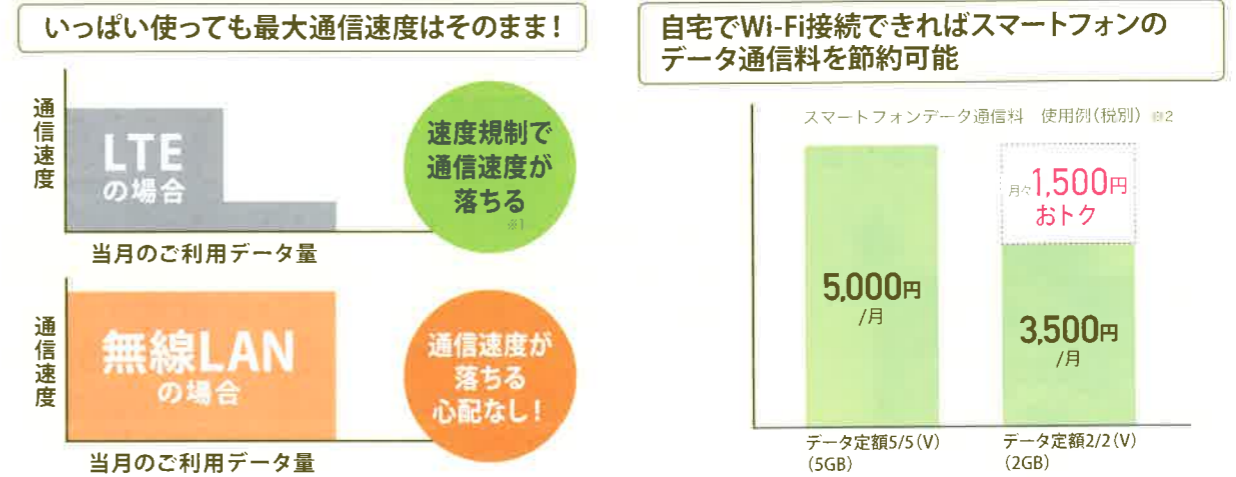 いっぱい使っても最大通信速度はそのまま!
通信速度
LTE
の場合
当月のご利用データ量
速度規制で
通信速度が
落ちる
※1
通信速度
無線LAN
の場合
当月のご利用データ量
通信速度が
落ちる
心配なし!
自宅でWi-Fi接続できればスマートフォンの
データ通信料を節約可能
スマートフォンデータ通信料 使用例(税別) ※2
5,000円
/月
月々1,500円
おトク
3,500円
/月
データ定額5/5(V)
(5GB)
データ定額2/2(V)
(2GB)